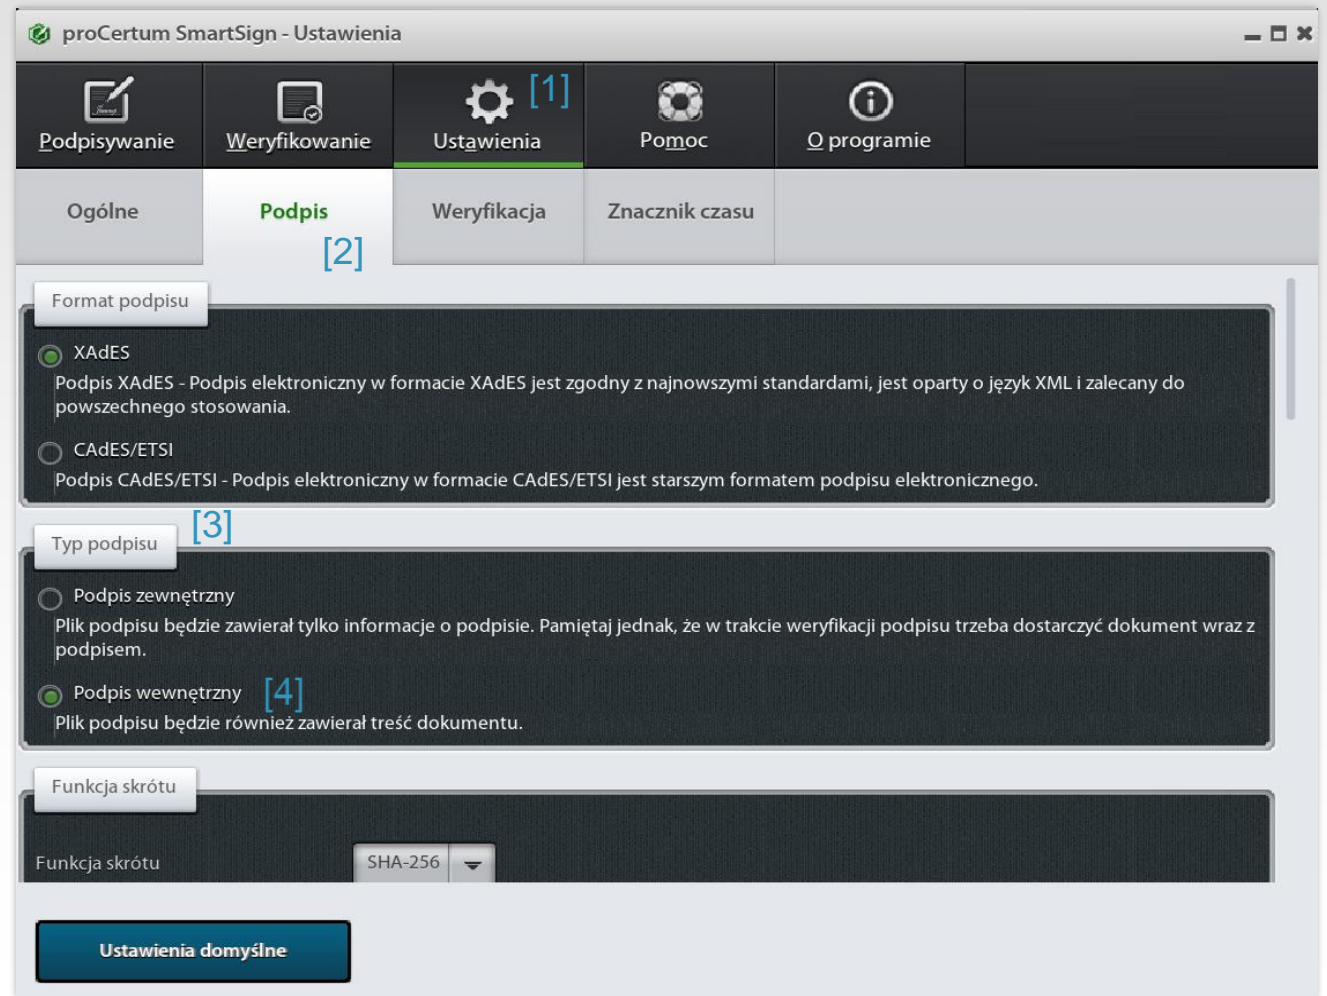 proCertum SmartSign - Ustawienia
Podpisywanie Weryfikowanie Ustawienia [1] Pomoc O programie
Ogólne Podpis Weryfikacja Znacznik czasu
[2]
Format podpisu
XAdES
Podpis XAdES - Podpis elektroniczny w formacie XAdES jest zgodny z najnowszymi standardami, jest oparty o język XML i zalecany do
powszechnego stosowania.
CAdES/ETSI
Podpis CAdES/ETSI - Podpis elektroniczny w formacie CAdES/ETSI jest starszym formatem podpisu elektronicznego.
Typ podpisu [3]
Podpis zewnętrzny
Plik podpisu będzie zawierał tylko informacje o podpisie. Pamiętaj jednak, że w trakcie weryfikacji podpisu trzeba dostarczyć dokument wraz z
podpisem.
Podpis wewnętrzny [4]
Plik podpisu będzie również zawierał treść dokumentu.
Funkcja skrótu
Funkcja skrótu SHA-256
Ustawienia domyślne